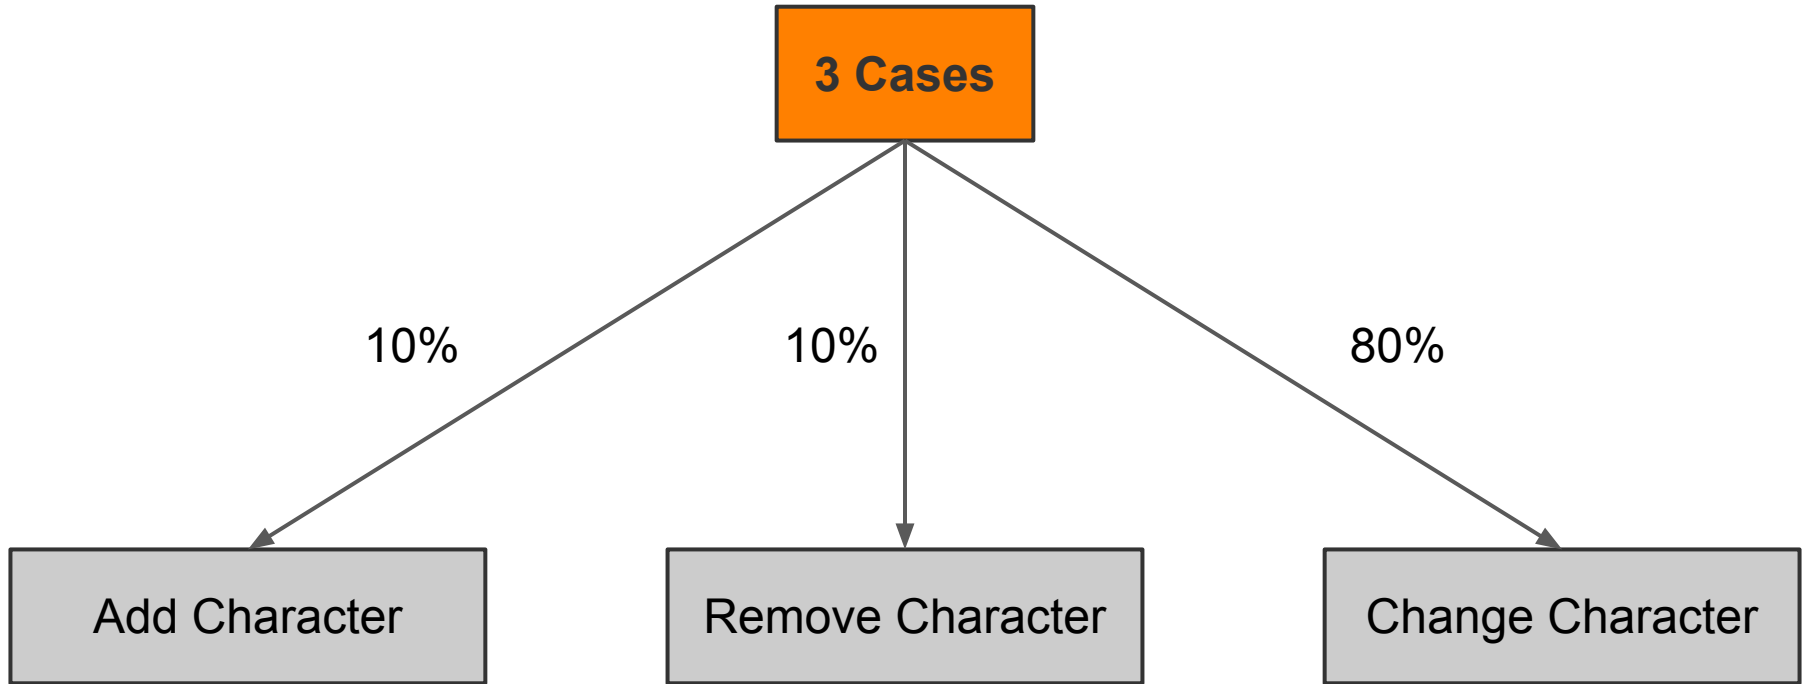 3 Cases
10%
10%
80%
Add Character
Remove Character
Change Character